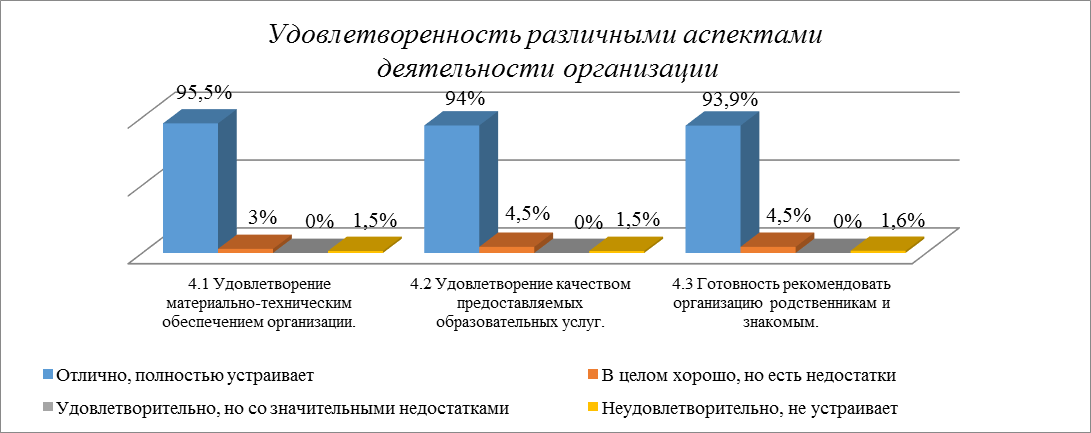 Удовлетворенность различными аспектами
деятельности организации
95,5%
3%
0%
1,5%
94%
4,5%
0%
1,5%
93,9%
4,5%
0%
1,6%
4.1 Удовлетворение
материально-техническим
обеспечением организации.
4.2 Удовлетворение качеством
предоставляемых
образовательных услуг.
4.3 Готовность рекомендовать
организацию родственникам и
знакомым.
Отлично, полностью устраивает
В целом хорошо, но есть недостатки
Удовлетворительно, но со значительными недостатками
Неудовлетворительно, не устраивает